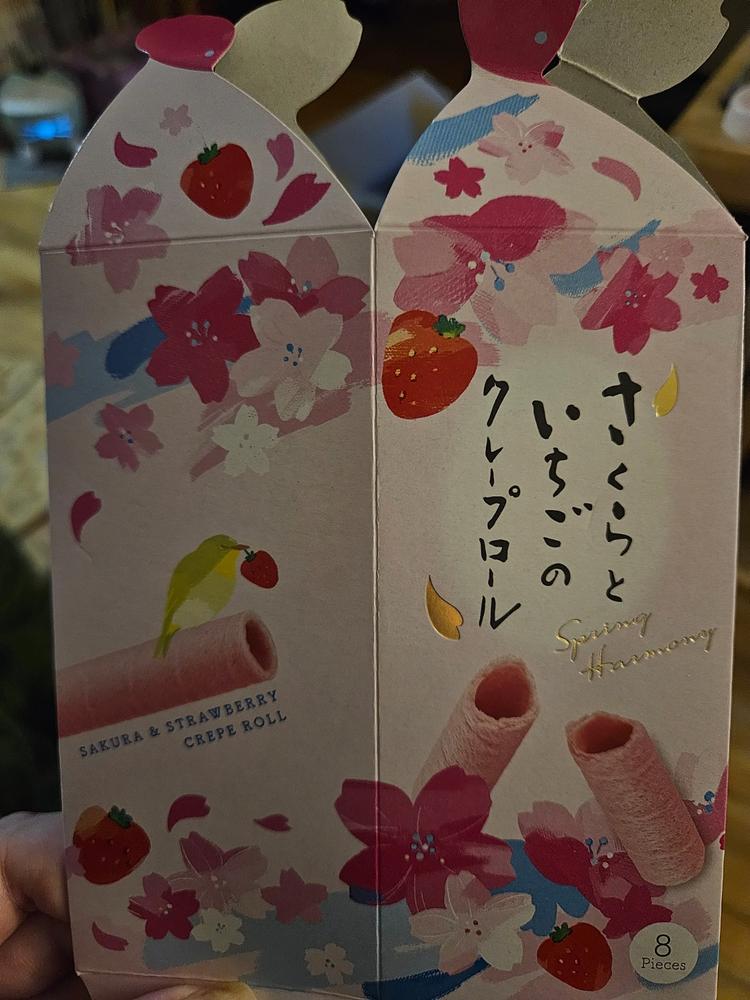 SAKURA & STRAWBERRY
CREPE ROLL
さくらと
いちごの
クレープロール
Spring
Harmony
8
Pieces